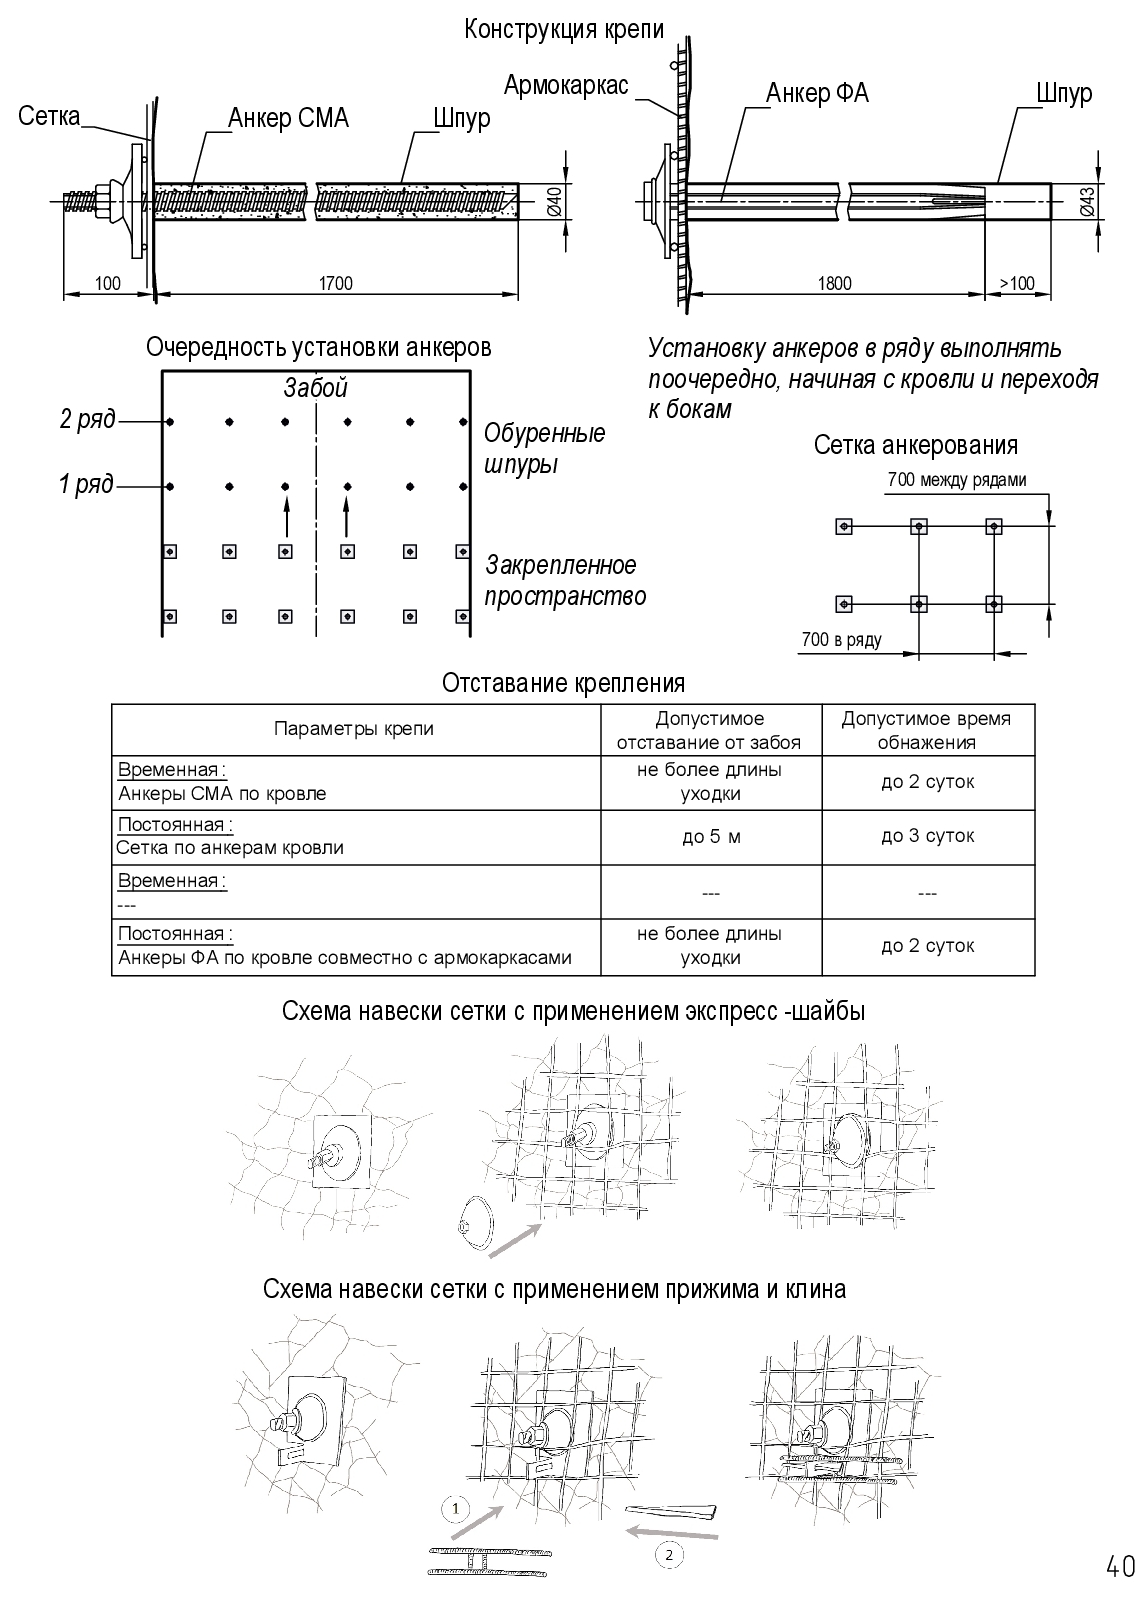 Конструкция крепи
Сетка
Анкер СМА
Шпур
Армокаркас
Анкер ФА
Шпур
Ø40
100
1700
Ø43
1800
>100
Очередность установки анкеров
Забой
2 ряд
1 ряд
Обуренные
шпуры
Закрепленное
пространство
Установку анкеров в ряду выполнять
поочередно, начиная с кровли и переходя
к бокам
Сетка анкерования
700 между рядами
700 в ряду
Отставание крепления
Параметры крепи
Допустимое
отставание от забоя
Допустимое время
обнажения
Временная :
Анкеры СМА по кровле
не более длины
уходки
до 2 суток
Постоянная :
Сетка по анкерам кровли
до 5 м
до 3 суток
Временная :
---
---
---
Постоянная :
Анкеры ФА по кровле совместно с армокаркасами
не более длины
уходки
до 2 суток
Схема навески сетки с применением экспресс -шайбы
Схема навески сетки с применением прижима и клина
1
2
40